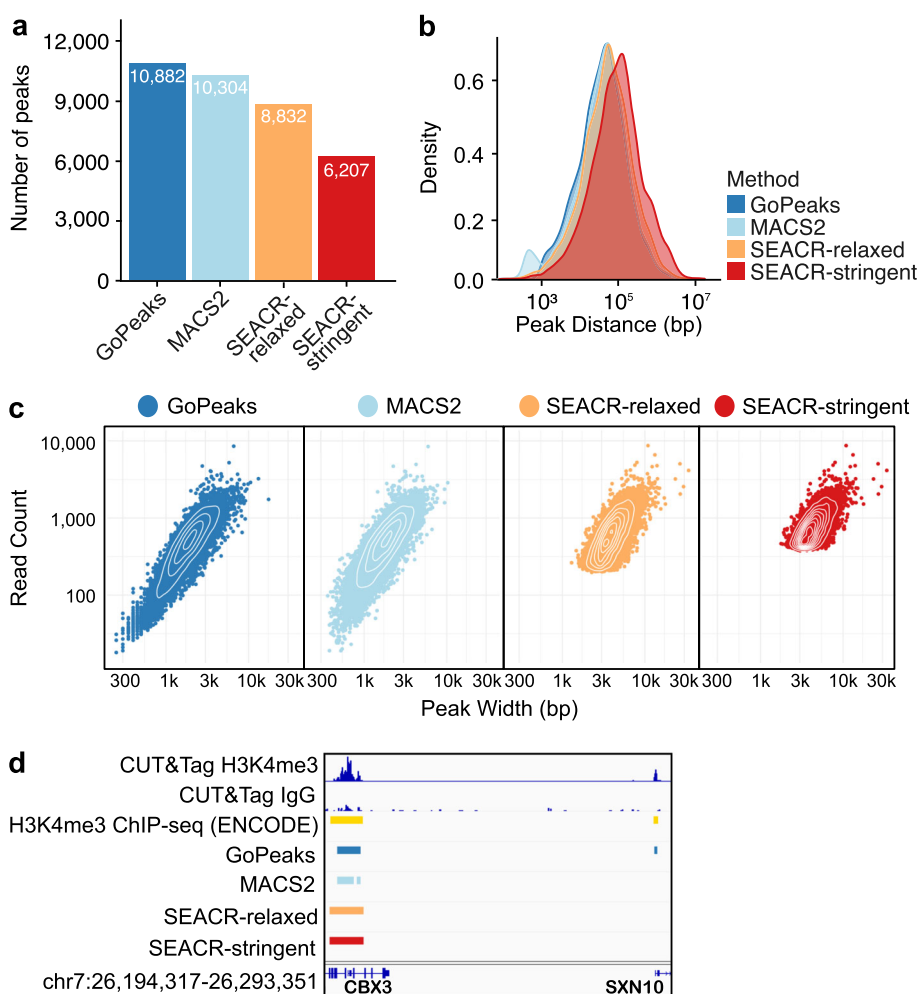 a
Number of peaks
12,000
9,000
6,000
3,000
0
10,882
10,304
8,832
6,207
GoPeaks
MACS2
SEACR-
relaxed
SEACR-
stringent
b
Density
0.6
0.4
0.2
0.0
10³
10⁵
10⁷
Peak Distance (bp)
Method
GoPeaks
MACS2
SEACR-relaxed
SEACR-stringent
c
GoPeaks
MACS2
SEACR-relaxed
SEACR-stringent
Read Count
10,000
1,000
100
300 1k 3k 10k 30k 300 1k 3k 10k 30k 300 1k 3k 10k 30k 300 1k 3k 10k 30k
Peak Width (bp)
d
CUT&Tag H3K4me3
CUT&Tag IgG
H3K4me3 ChIP-seq (ENCODE)
GoPeaks
MACS2
SEACR-relaxed
SEACR-stringent
chr7:26,194,317-26,293,351
CBX3
SXN10